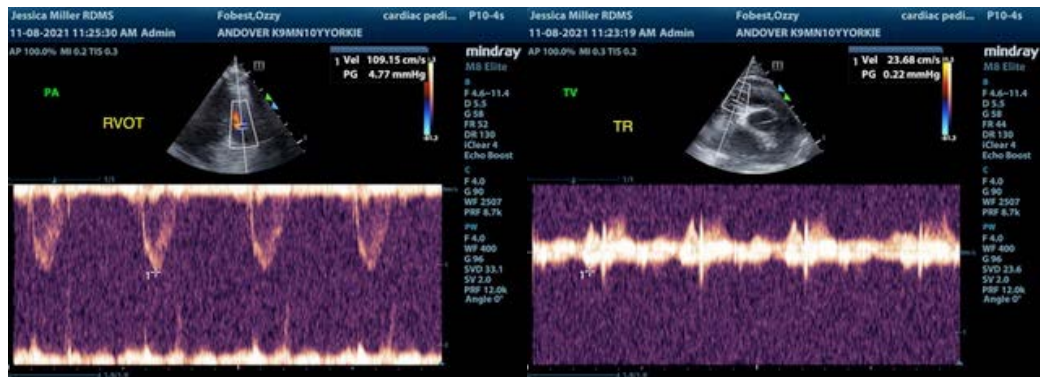 Jessica Miller RDMS Fobest,Ozzy cardiac pedi... P10-4s
11-08-2021 11:25:30 AM Admin ANDOVER K9MN10YYORKIE
AP 100.0% MI 0.2 TIS 0.3
mindray
M8 Elite
1 Vel 109.15 cm/s
PG 4.77 mmHg
PA
RVOT
B
F 4.6~11.4
D 5.5
G 58
FR 52
DR 130
iClear 4
Echo Boost
C
F 4.0
G 90
WF 2507
PRF 8.7k
PW
F 4.0
WF 400
G 96
SVD 33.1
SV 2.0
PRF 12.0k
Angle 0°
1/1
1
Jessica Miller RDMS Fobest,Ozzy cardiac pedi... P10-4s
11-08-2021 11:23:19 AM Admin ANDOVER K9MN10YYORKIE
AP 100.0% MI 0.3 TIS 0.2
mindray
M8 Elite
1 Vel 23.68 cm/s
PG 0.22 mmHg
TV
TR
B
F 4.6~11.4
D 5.5
G 58
FR 44
DR 130
iClear 4
Echo Boost
C
F 4.0
G 90
WF 2507
PRF 8.7k
PW
F 4.0
WF 400
G 96
SVD 23.6
SV 2.0
PRF 12.0k
Angle 0°
1/1
1